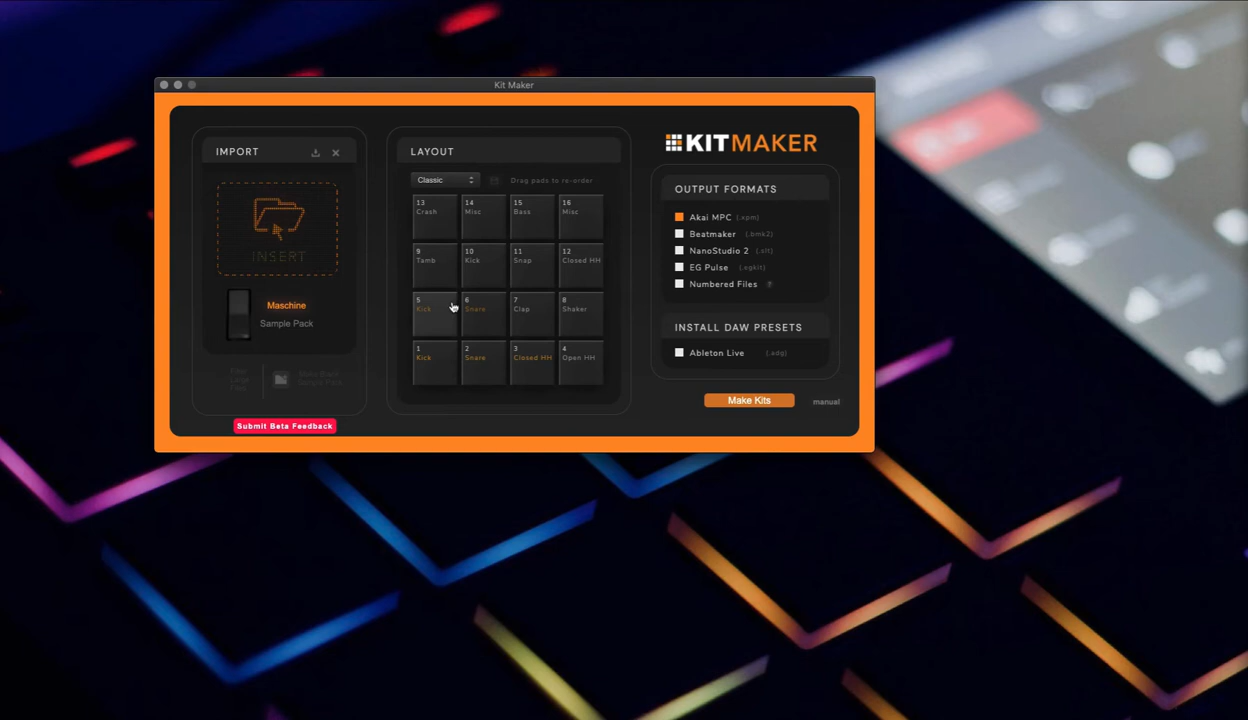 Kit Maker
IMPORT
INSERT
Maschine
Sample Pack
Submit Beta Feedback
LAYOUT
Classic
Drag pads to re-order
13
Crash
14
Misc
15
Bass
16
Misc
9
Tamb
10
Kick
11
Snap
12
Closed HH
5
Kick
6
Snare
7
Clap
8
Shaker
1
Kick
2
Snare
3
Closed HH
4
Open HH
KITMAKER
OUTPUT FORMATS
Akai MPC (.xpm)
Beatmaker (.bmk2)
NanoStudio 2 (.slt)
EG Pulse (.egkit)
Numbered Files ?
INSTALL DAW PRESETS
Ableton Live (.adg)
Make Kits
manual